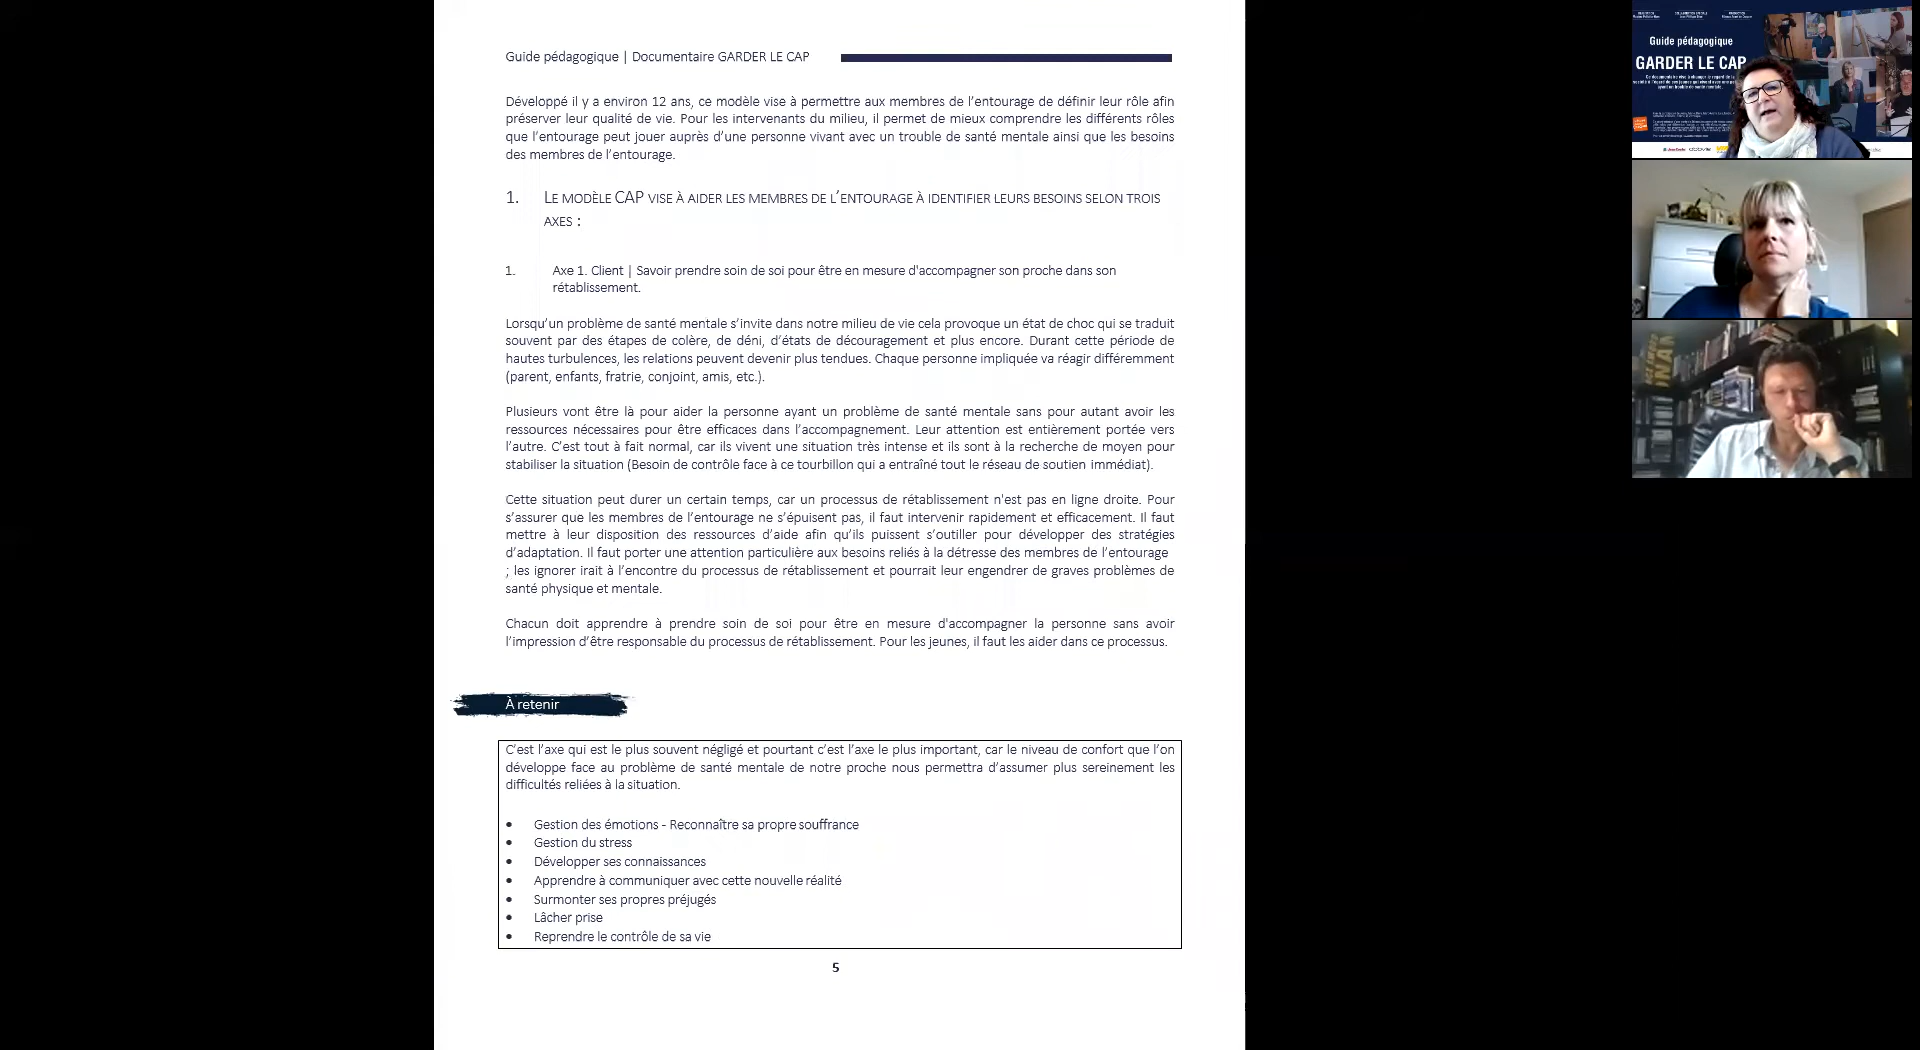 Guide pédagogique | Documentaire GARDER LE CAP
Développé il y a environ 12 ans, ce modèle vise à permettre aux membres de l’entourage de définir leur rôle afin
préserver leur qualité de vie. Pour les intervenants du milieu, il permet de mieux comprendre les différents rôles
que l’entourage peut jouer auprès d’une personne vivant avec un trouble de santé mentale ainsi que les besoins
des membres de l’entourage.
1. LE MODÈLE CAP VISE À AIDER LES MEMBRES DE L’ENTOURAGE À IDENTIFIER LEURS BESOINS SELON TROIS
AXES :
1. Axe 1. Client | Savoir prendre soin de soi pour être en mesure d'accompagner son proche dans son
rétablissement.
Lorsqu’un problème de santé mentale s’invite dans notre milieu de vie cela provoque un état de choc qui se traduit
souvent par des étapes de colère, de déni, d’états de découragement et plus encore. Durant cette période de
hautes turbulences, les relations peuvent devenir plus tendues. Chaque personne impliquée va réagir différemment
(parent, enfants, fratrie, conjoint, amis, etc.).
Plusieurs vont être là pour aider la personne ayant un problème de santé mentale sans pour autant avoir les
ressources nécessaires pour être efficaces dans l’accompagnement. Leur attention est entièrement portée vers
l’autre. C’est tout à fait normal, car ils vivent une situation très intense et ils sont à la recherche de moyen pour
stabiliser la situation (Besoin de contrôle face à ce tourbillon qui a entraîné tout le réseau de soutien immédiat).
Cette situation peut durer un certain temps, car un processus de rétablissement n'est pas en ligne droite. Pour
s’assurer que les membres de l’entourage ne s’épuisent pas, il faut intervenir rapidement et efficacement. Il faut
mettre à leur disposition des ressources d’aide afin qu’ils puissent s’outiller pour développer des stratégies
d’adaptation. Il faut porter une attention particulière aux besoins reliés à la détresse des membres de l’entourage
; les ignorer irait à l’encontre du processus de rétablissement et pourrait leur engendrer de graves problèmes de
santé physique et mentale.
Chacun doit apprendre à prendre soin de soi pour être en mesure d'accompagner la personne sans avoir
l’impression d’être responsable du processus de rétablissement. Pour les jeunes, il faut les aider dans ce processus.
À retenir
C’est l’axe qui est le plus souvent négligé et pourtant c’est l’axe le plus important, car le niveau de confort que l’on
développe face au problème de santé mentale de notre proche nous permettra d’assumer plus sereinement les
difficultés reliées à la situation.
• Gestion des émotions - Reconnaître sa propre souffrance
• Gestion du stress
• Développer ses connaissances
• Apprendre à communiquer avec cette nouvelle réalité
• Surmonter ses propres préjugés
• Lâcher prise
• Reprendre le contrôle de sa vie
5
Guide pédagogique
GARDER LE CAP